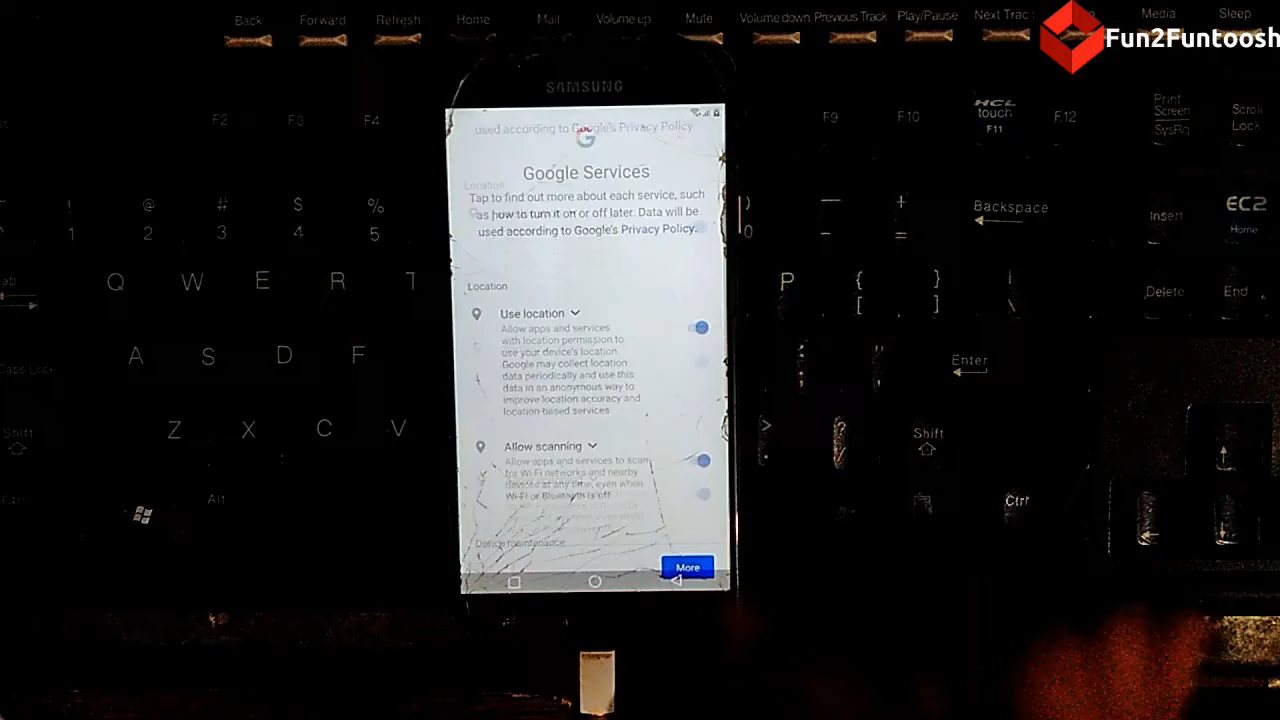 Back Forward Refresh Home Mail Volume up Mute Volume down Previous Track Play/Pause Next Trac Media Sleep
Fun2Funtoosh
SAMSUNG
F2 F3 F4 F9 F10 HCL touch F11 F12 Print Screen SysRq Scroll Lock
used according to Google's Privacy Policy.
G
Google Services
Location
Tap to find out more about each service, such
as how to turn it on or off later. Data will be
used according to Google's Privacy Policy.
! @ # $ % ) — + Backspace Insert EC2
1 2 3 4 5 0 - = Home
Q W E R T P { } | Delete End
[ ] \
Location
Use location
Allow apps and services
with location permission to
use your device's location.
Google may collect location
data periodically and use this
data in an anonymous way to
improve location accuracy and
location-based services.
Caps Lock A S D F : " Enter
Shift Z X C V > ? Shift
. /
Allow scanning
Allow apps and services to scan
for Wi-Fi networks and nearby
devices at any time, even when
Wi-Fi or Bluetooth is off.
Alt Ctrl
More